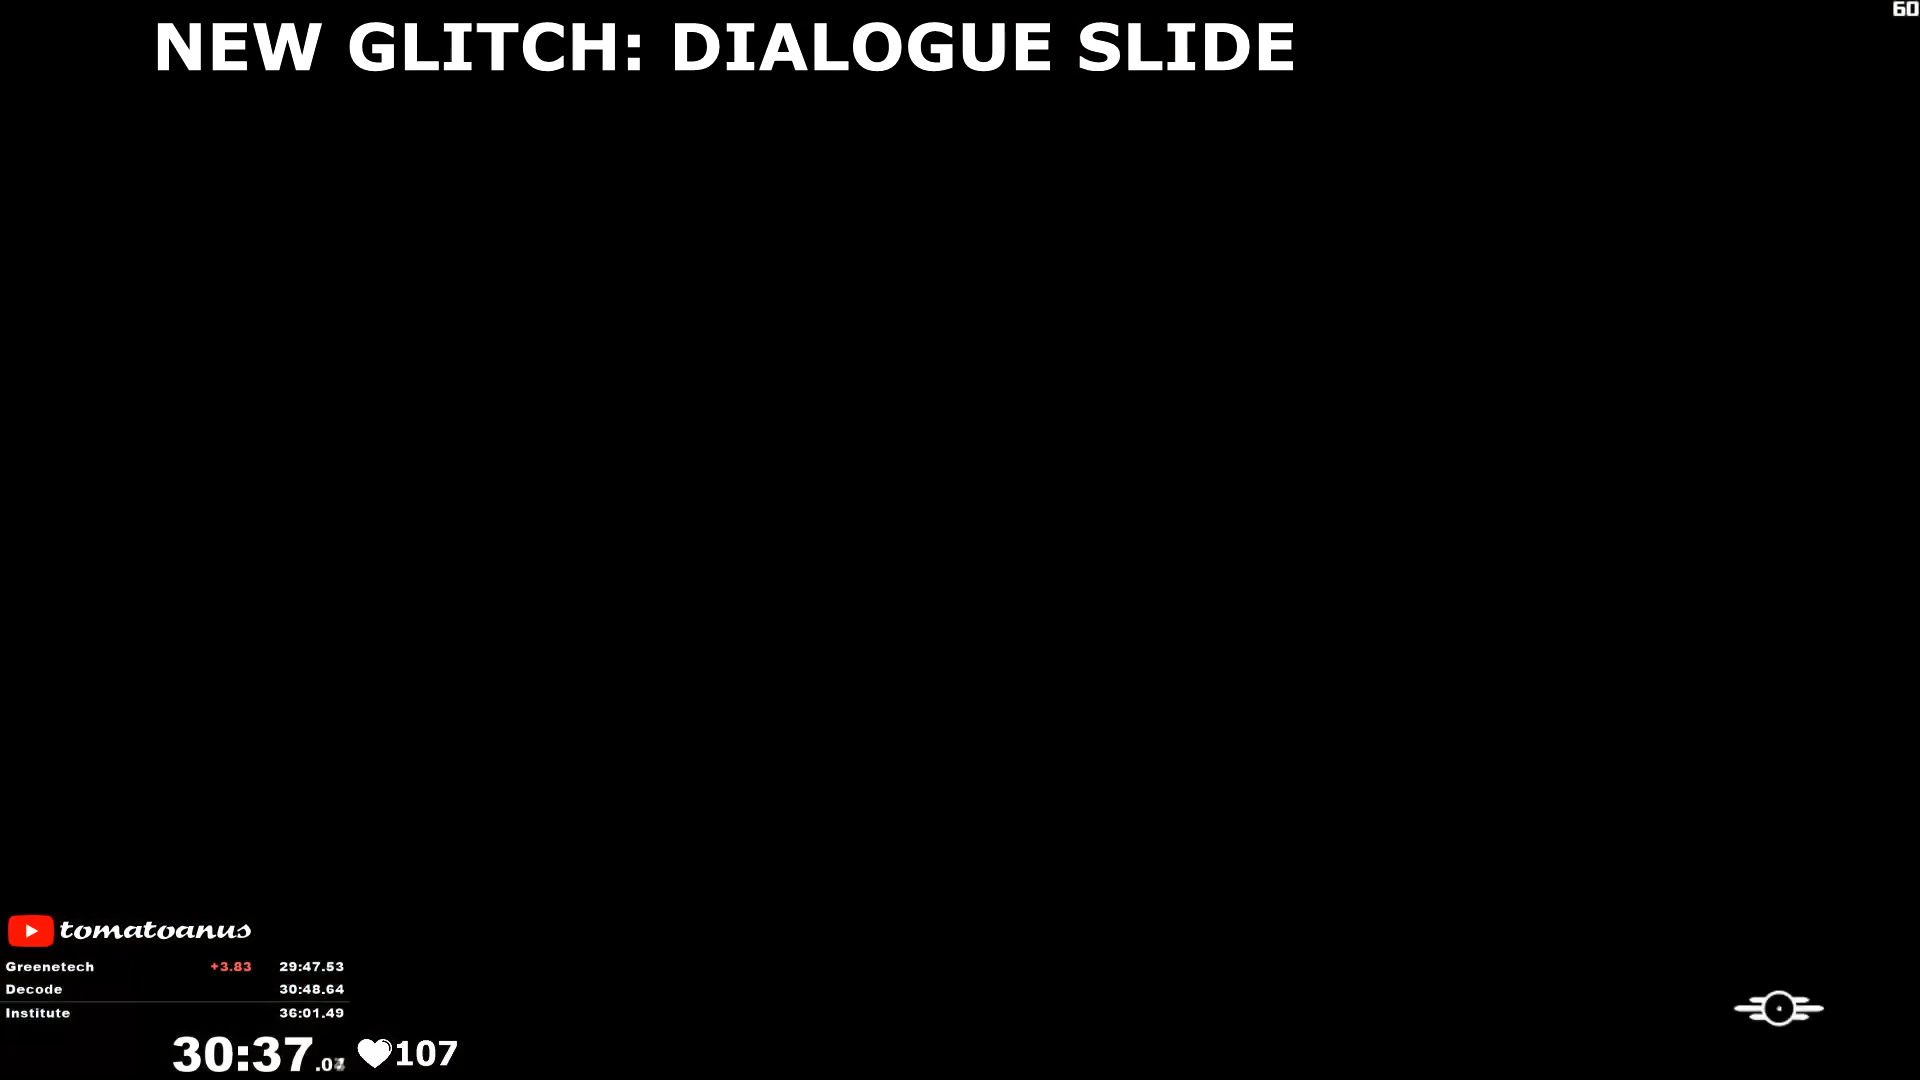 60
NEW GLITCH: DIALOGUE SLIDE
tomatoanus
Greenetech +3.83 29:47.53
Decode 30:48.64
Institute 36:01.49
30:37 107